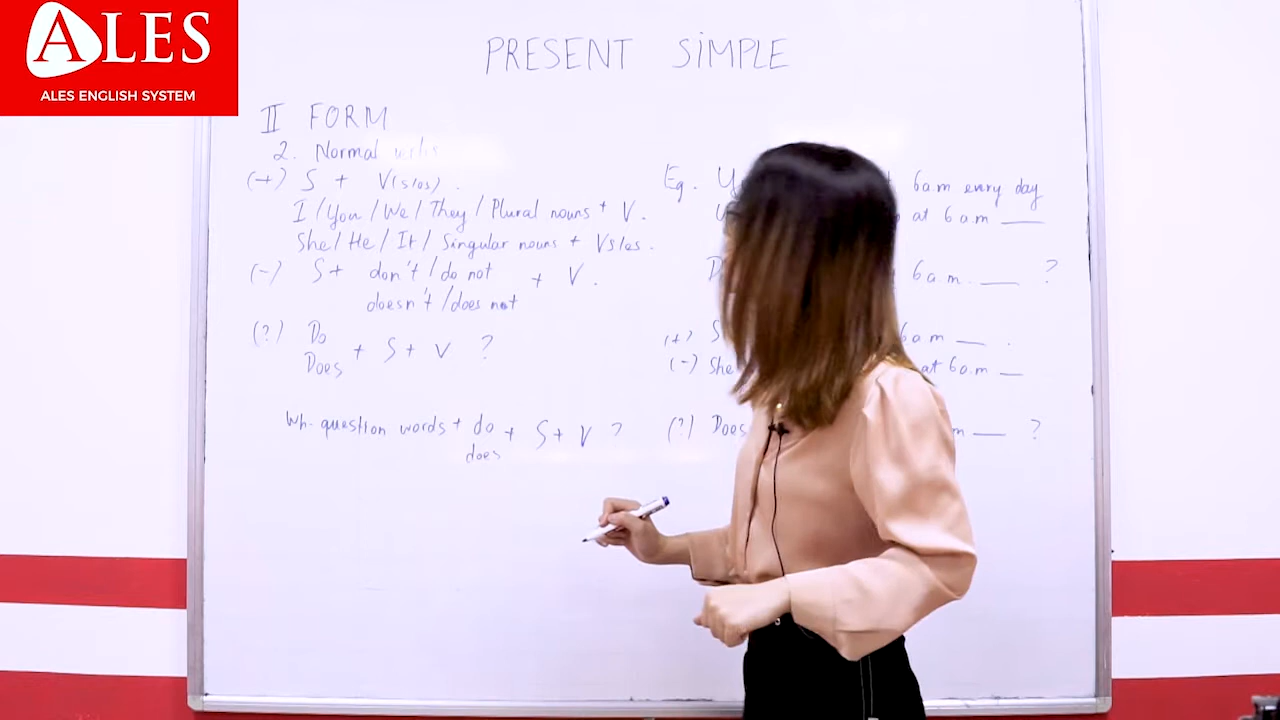 ALES
ALES ENGLISH SYSTEM
PRESENT SIMPLE
II FORM
2. Normal verbs
(+) S + V(s/es).
I / You / We / They / Plural nouns + V.
She / He / It / Singular nouns + Vs/es.
(-) S + don't / do not
doesn't / does not + V.
(?) Do
Does + S + V ?
Wh- question words + do
does + S + V ?
Eg. 6 a.m every day
at 6 a.m ___
6 a.m. ___ ?
(+) S 6 a.m ___ .
(-) She at 6 a.m ___
(?) Does ___ ?